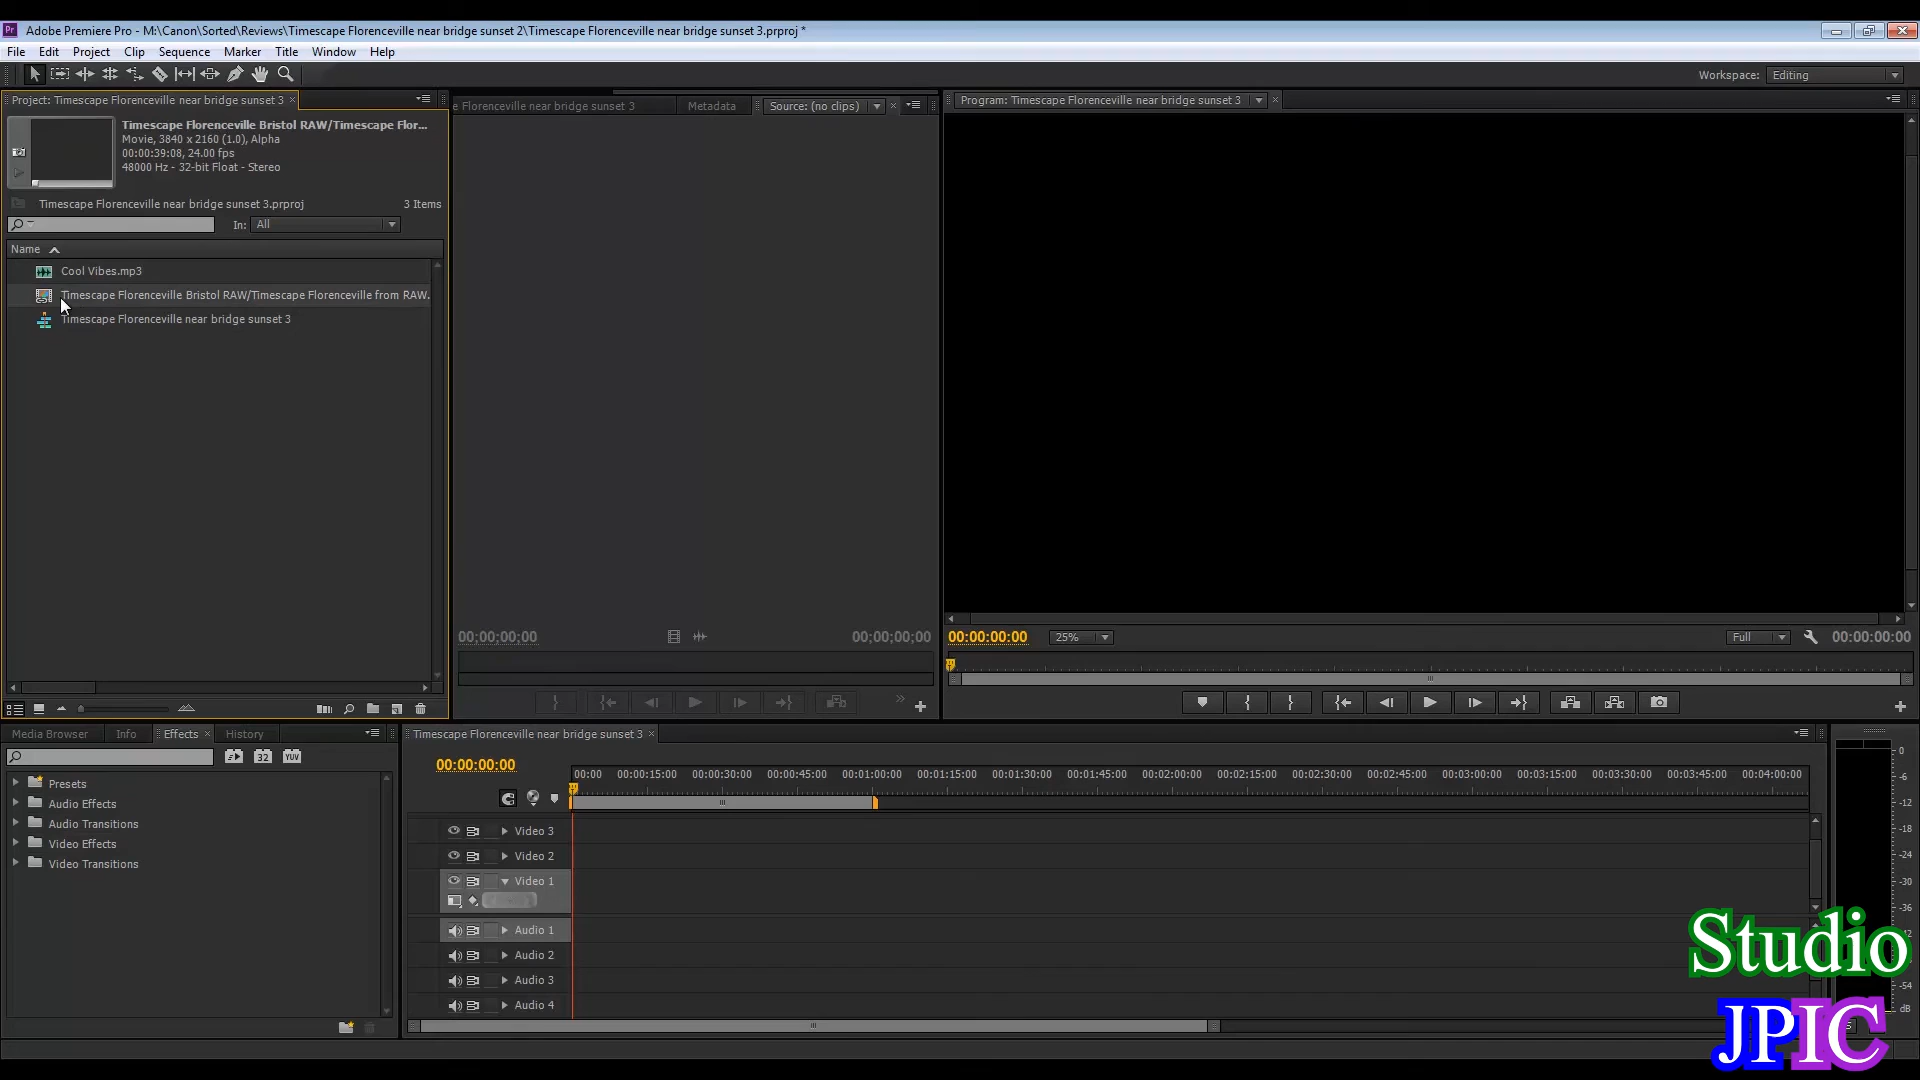 Adobe Premiere Pro - M:\Canon\Sorted\Reviews\Timescape Florenceville near bridge sunset 2\Timescape Florenceville near bridge sunset 3.prproj *
File Edit Project Clip Sequence Marker Title Window Help
Workspace: Editing
Project: Timescape Florenceville near bridge sunset 3
e Florenceville near bridge sunset 3
Metadata
Source: (no clips)
Program: Timescape Florenceville near bridge sunset 3
Timescape Florenceville Bristol RAW/Timescape Flor...
Movie, 3840 x 2160 (1.0), Alpha
00:00:39:08, 24.00 fps
48000 Hz - 32-bit Float - Stereo
Timescape Florenceville near bridge sunset 3.prproj
3 Items
In: All
Name
Cool Vibes.mp3
Timescape Florenceville Bristol RAW/Timescape Florenceville from RAW.
Timescape Florenceville near bridge sunset 3
00;00;00;00
00;00;00;00
00:00:00:00
25%
Full
00:00:00:00
Media Browser Info Effects History
32 YUV
Presets
Audio Effects
Audio Transitions
Video Effects
Video Transitions
Timescape Florenceville near bridge sunset 3
00:00:00:00
00:00 00:00:15:00 00:00:30:00 00:00:45:00 00:01:00:00 00:01:15:00 00:01:30:00 00:01:45:00 00:02:00:00 00:02:15:00 00:02:30:00 00:02:45:00 00:03:00:00 00:03:15:00 00:03:30:00 00:03:45:00 00:04:00:00
Video 3
Video 2
Video 1
Audio 1
Audio 2
Audio 3
Audio 4
0
-6
-12
-18
-24
-30
-36
-54
dB
Studio
JPIC